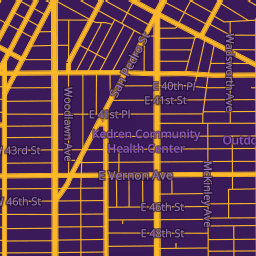 San Pedro St
Wadsworth Ave
E 40th Pl
E 41st St
E 41st Pl
Woodlawn Ave
Kedren Community
Health Center
Outdo
W 43rd St
E Vernon Ave
McKinley Ave
W 46th St
E 46th St
E 48th St